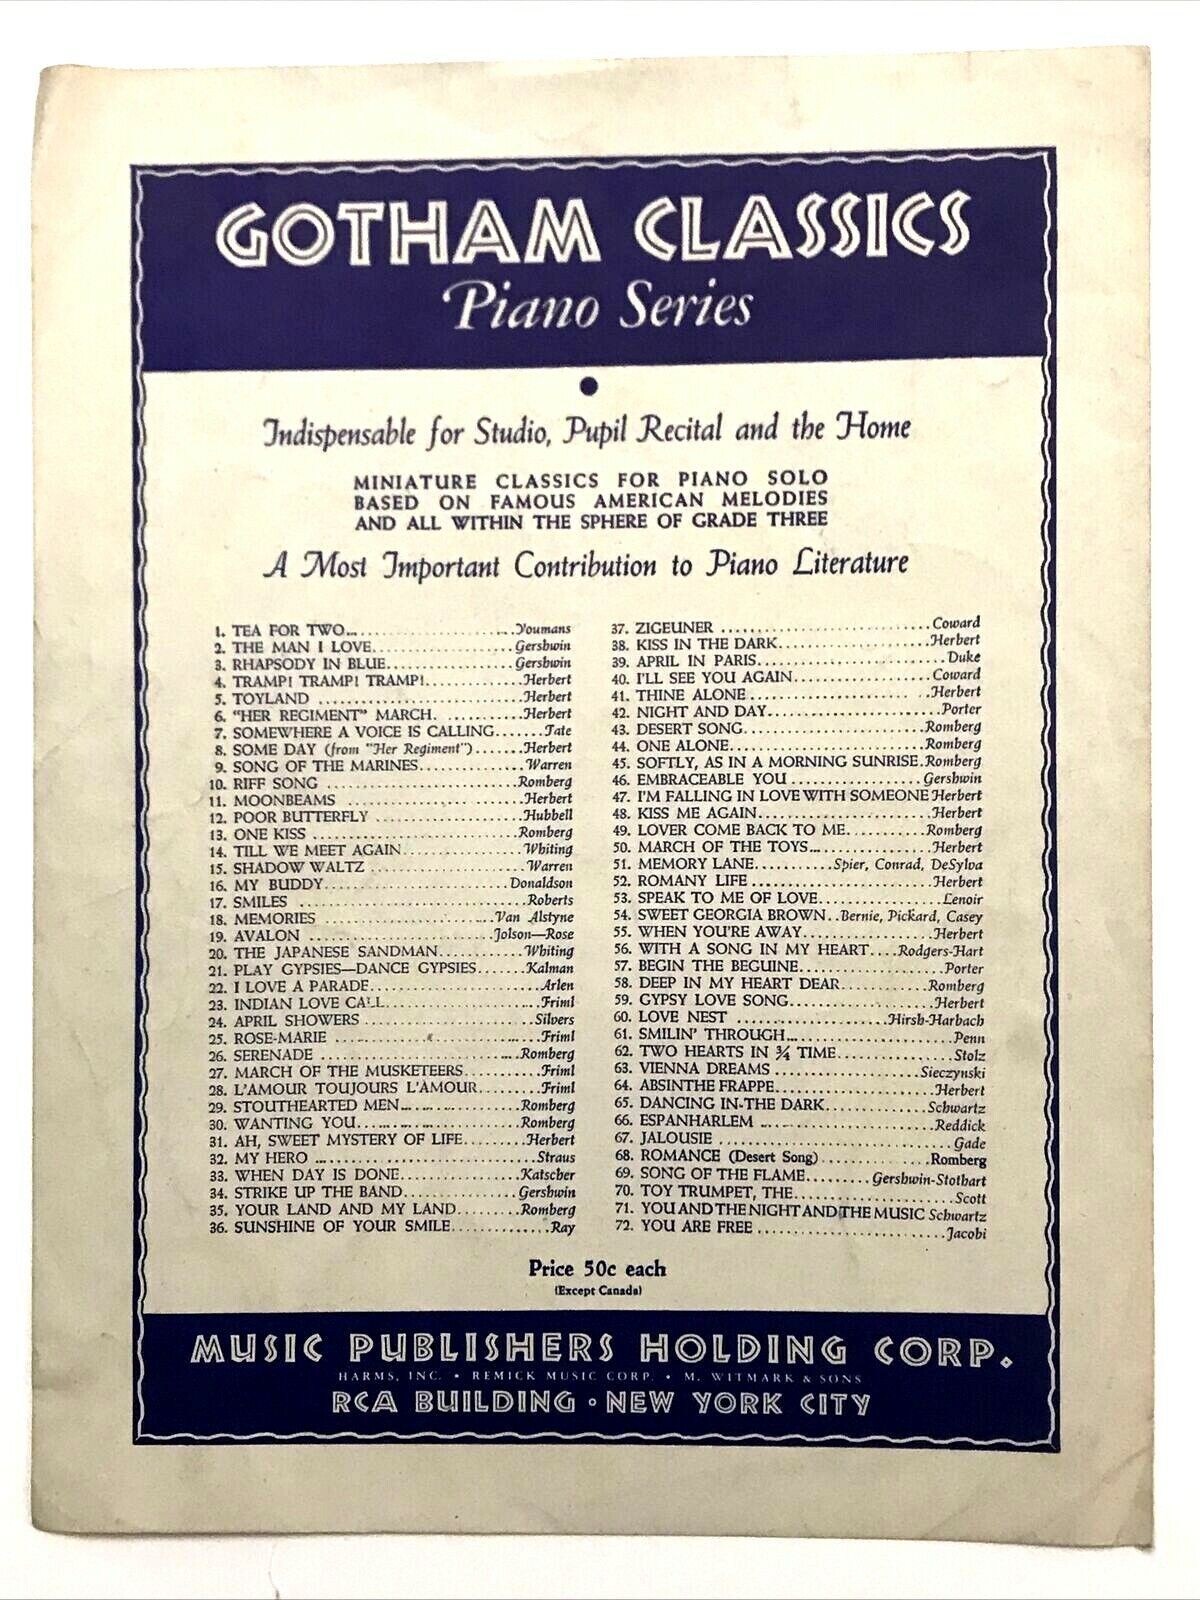 GOTHAM CLASSICS
Piano Series
Indispensable for Studio, Pupil Recital and the Home
MINIATURE CLASSICS FOR PIANO SOLO
BASED ON FAMOUS AMERICAN MELODIES
AND ALL WITHIN THE SPHERE OF GRADE THREE
A Most Important Contribution to Piano Literature
1. TEA FOR TWO........................Youmans
2. THE MAN I LOVE....................Gershwin
3. RHAPSODY IN BLUE..................Gershwin
4. TRAMP! TRAMP! TRAMP!..............Herbert
5. TOYLAND ..........................Herbert
6. "HER REGIMENT" MARCH. ...........Herbert
7. SOMEWHERE A VOICE IS CALLING.......Tate
8. SOME DAY (from "Her Regiment").......Herbert
9. SONG OF THE MARINES...............Warren
10. RIFF SONG .......................Romberg
11. MOONBEAMS .......................Herbert
12. POOR BUTTERFLY ..................Hubbell
13. ONE KISS ........................Romberg
14. TILL WE MEET AGAIN...............Whiting
15. SHADOW WALTZ ....................Warren
16. MY BUDDY.........................Donaldson
17. SMILES ..........................Roberts
18. MEMORIES ........................Van Alstyne
19. AVALON ..........................Jolson—Rose
20. THE JAPANESE SANDMAN.............Whiting
21. PLAY GYPSIES—DANCE GYPSIES.......Kalman
22. I LOVE A PARADE..................Arlen
23. INDIAN LOVE CALL.................Friml
24. APRIL SHOWERS ...................Silvers
25. ROSE-MARIE ......................Friml
26. SERENADE ........................Romberg
27. MARCH OF THE MUSKETEERS..........Friml
28. L'AMOUR TOUJOURS L'AMOUR.........Friml
29. STOUTHEARTED MEN.................Romberg
30. WANTING YOU......................Romberg
31. AH, SWEET MYSTERY OF LIFE........Herbert
32. MY HERO .........................Straus
33. WHEN DAY IS DONE.................Katscher
34. STRIKE UP THE BAND...............Gershwin
35. YOUR LAND AND MY LAND............Romberg
36. SUNSHINE OF YOUR SMILE...........Ray
37. ZIGEUNER ........................Coward
38. KISS IN THE DARK.................Herbert
39. APRIL IN PARIS...................Duke
40. I'LL SEE YOU AGAIN...............Coward
41. THINE ALONE .....................Herbert
42. NIGHT AND DAY....................Porter
43. DESERT SONG......................Romberg
44. ONE ALONE........................Romberg
45. SOFTLY, AS IN A MORNING SUNRISE.Romberg
46. EMBRACEABLE YOU .................Gershwin
47. I'M FALLING IN LOVE WITH SOMEONE Herbert
48. KISS ME AGAIN....................Herbert
49. LOVER COME BACK TO ME............Romberg
50. MARCH OF THE TOYS................Herbert
51. MEMORY LANE...........Spier, Conrad, DeSylva
52. ROMANY LIFE .....................Herbert
53. SPEAK TO ME OF LOVE..............Lenoir
54. SWEET GEORGIA BROWN..Bernie, Pickard, Casey
55. WHEN YOU'RE AWAY.................Herbert
56. WITH A SONG IN MY HEART....Rodgers-Hart
57. BEGIN THE BEGUINE................Porter
58. DEEP IN MY HEART DEAR............Romberg
59. GYPSY LOVE SONG..................Herbert
60. LOVE NEST .......................Hirsh-Harbach
61. SMILIN' THROUGH..................Penn
62. TWO HEARTS IN ¾ TIME.............Stolz
63. VIENNA DREAMS ...................Sieczynski
64. ABSINTHE FRAPPE..................Herbert
65. DANCING IN-THE DARK..............Schwartz
66. ESPANHARLEM .....................Reddick
67. JALOUSIE ........................Gade
68. ROMANCE (Desert Song)............Romberg
69. SONG OF THE FLAME.........Gershwin-Stothart
70. TOY TRUMPET, THE.................Scott
71. YOU AND THE NIGHT AND THE MUSIC Schwartz
72. YOU ARE FREE ....................Jacobi
Price 50c each
(Except Canada)
MUSIC PUBLISHERS HOLDING CORP.
HARMS, INC. • REMICK MUSIC CORP. • M. WITMARK & SONS
RCA BUILDING • NEW YORK CITY